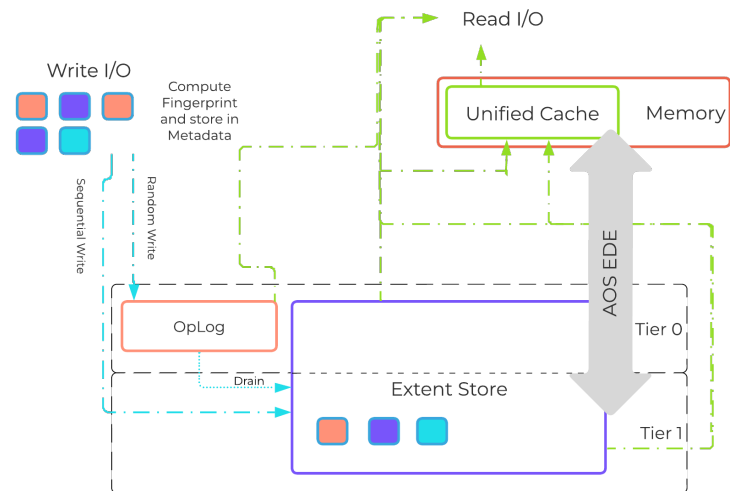 Read I/O
Write I/O
Compute
Fingerprint
and store in
Metadata
Unified Cache
Memory
Sequential Write
Random Write
AOS EDE
OpLog
Tier 0
Drain
Extent Store
Tier 1